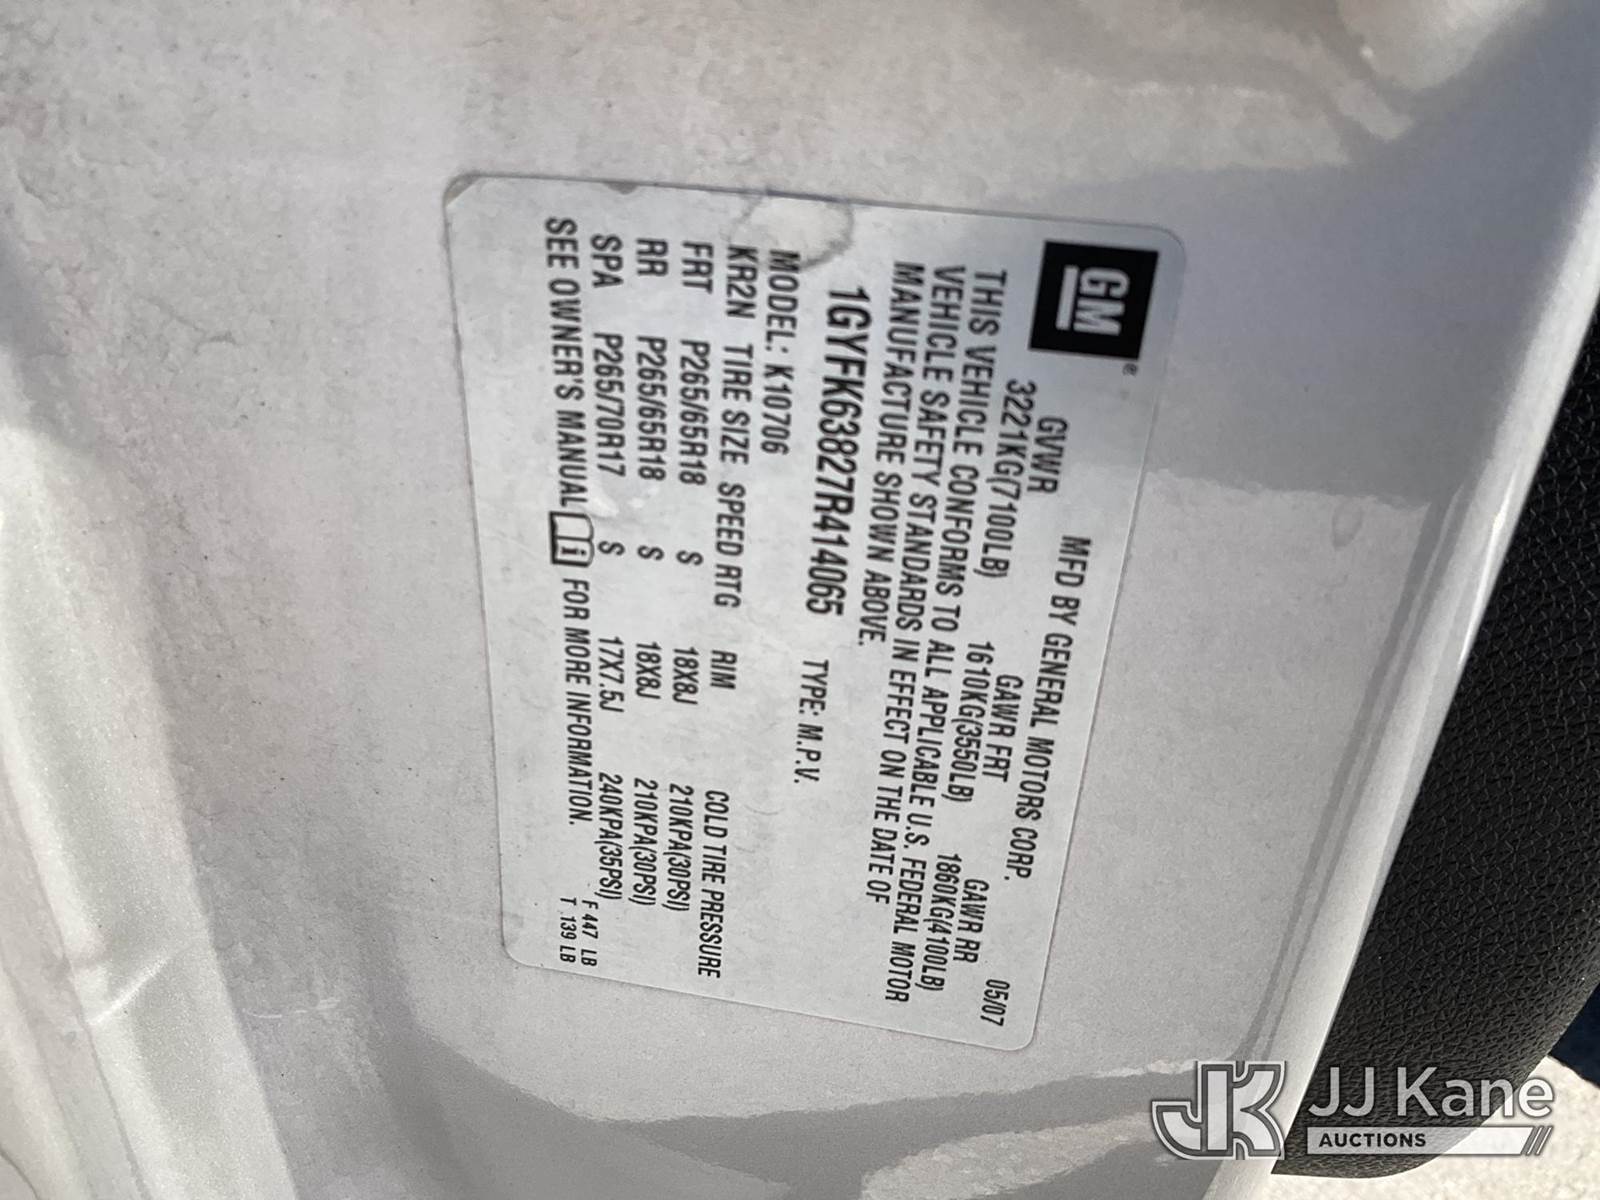 GM®
MFD BY GENERAL MOTORS CORP. 05/07
GVWR GAWR FRT GAWR RR
3221KG(7100LB) 1610KG(3550LB) 1860KG(4100LB)
THIS VEHICLE CONFORMS TO ALL APPLICABLE U.S. FEDERAL MOTOR
VEHICLE SAFETY STANDARDS IN EFFECT ON THE DATE OF
MANUFACTURE SHOWN ABOVE.
1GYFK63827R414065 TYPE: M.P.V.
MODEL: K10706
KR2N TIRE SIZE SPEED RTG RIM COLD TIRE PRESSURE
FRT P265/65R18 S 18X8J 210KPA(30PSI)
RR P265/65R18 S 18X8J 210KPA(30PSI)
SPA P265/70R17 S 17X7.5J 240KPA(35PSI)
SEE OWNER'S MANUAL i FOR MORE INFORMATION.
F 447 LB
T 139 LB
JK JJ Kane
AUCTIONS